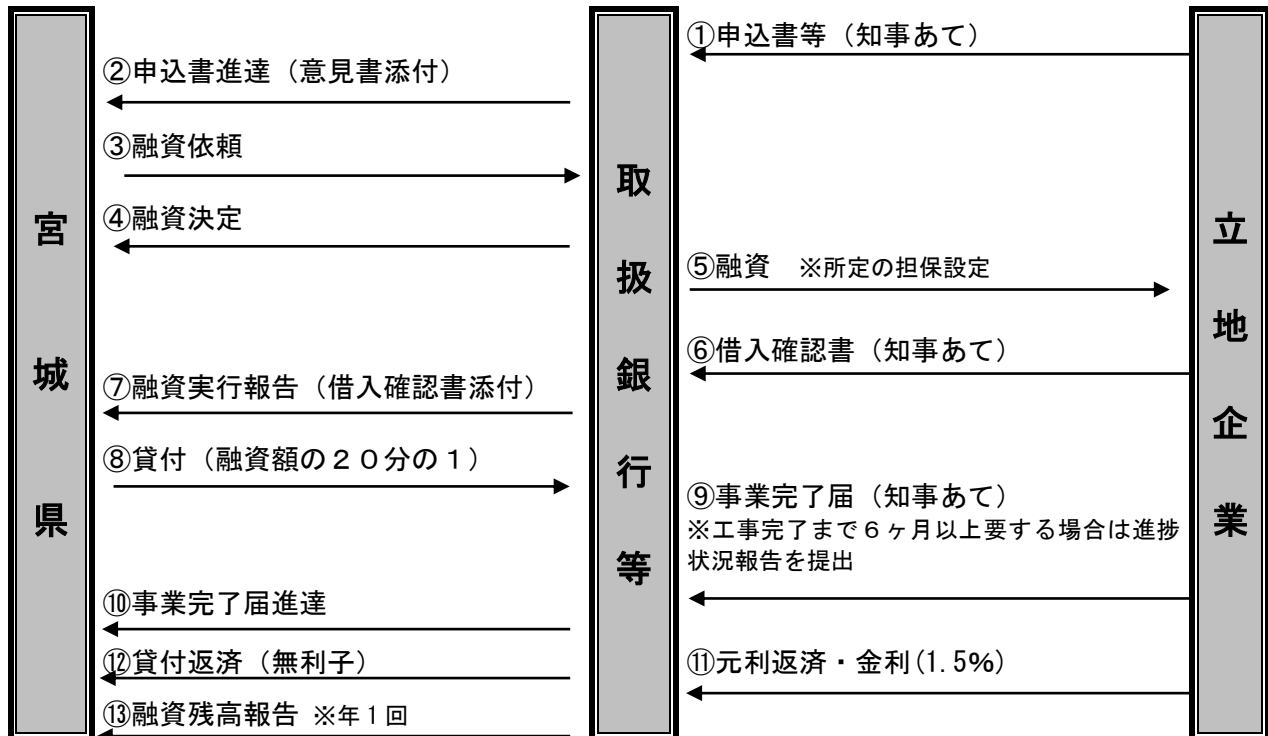 宮城県
取扱銀行等
立地企業
①申込書等(知事あて)
②申込書進達(意見書添付)
③融資依頼
④融資決定
⑤融資 ※所定の担保設定
⑥借入確認書(知事あて)
⑦融資実行報告(借入確認書添付)
⑧貸付(融資額の20分の1)
⑨事業完了届(知事あて)
※工事完了まで6ヶ月以上要する場合は進捗
状況報告を提出
⑩事業完了届進達
⑪元利返済・金利(1.5%)
⑫貸付返済(無利子)
⑬融資残高報告 ※年1回